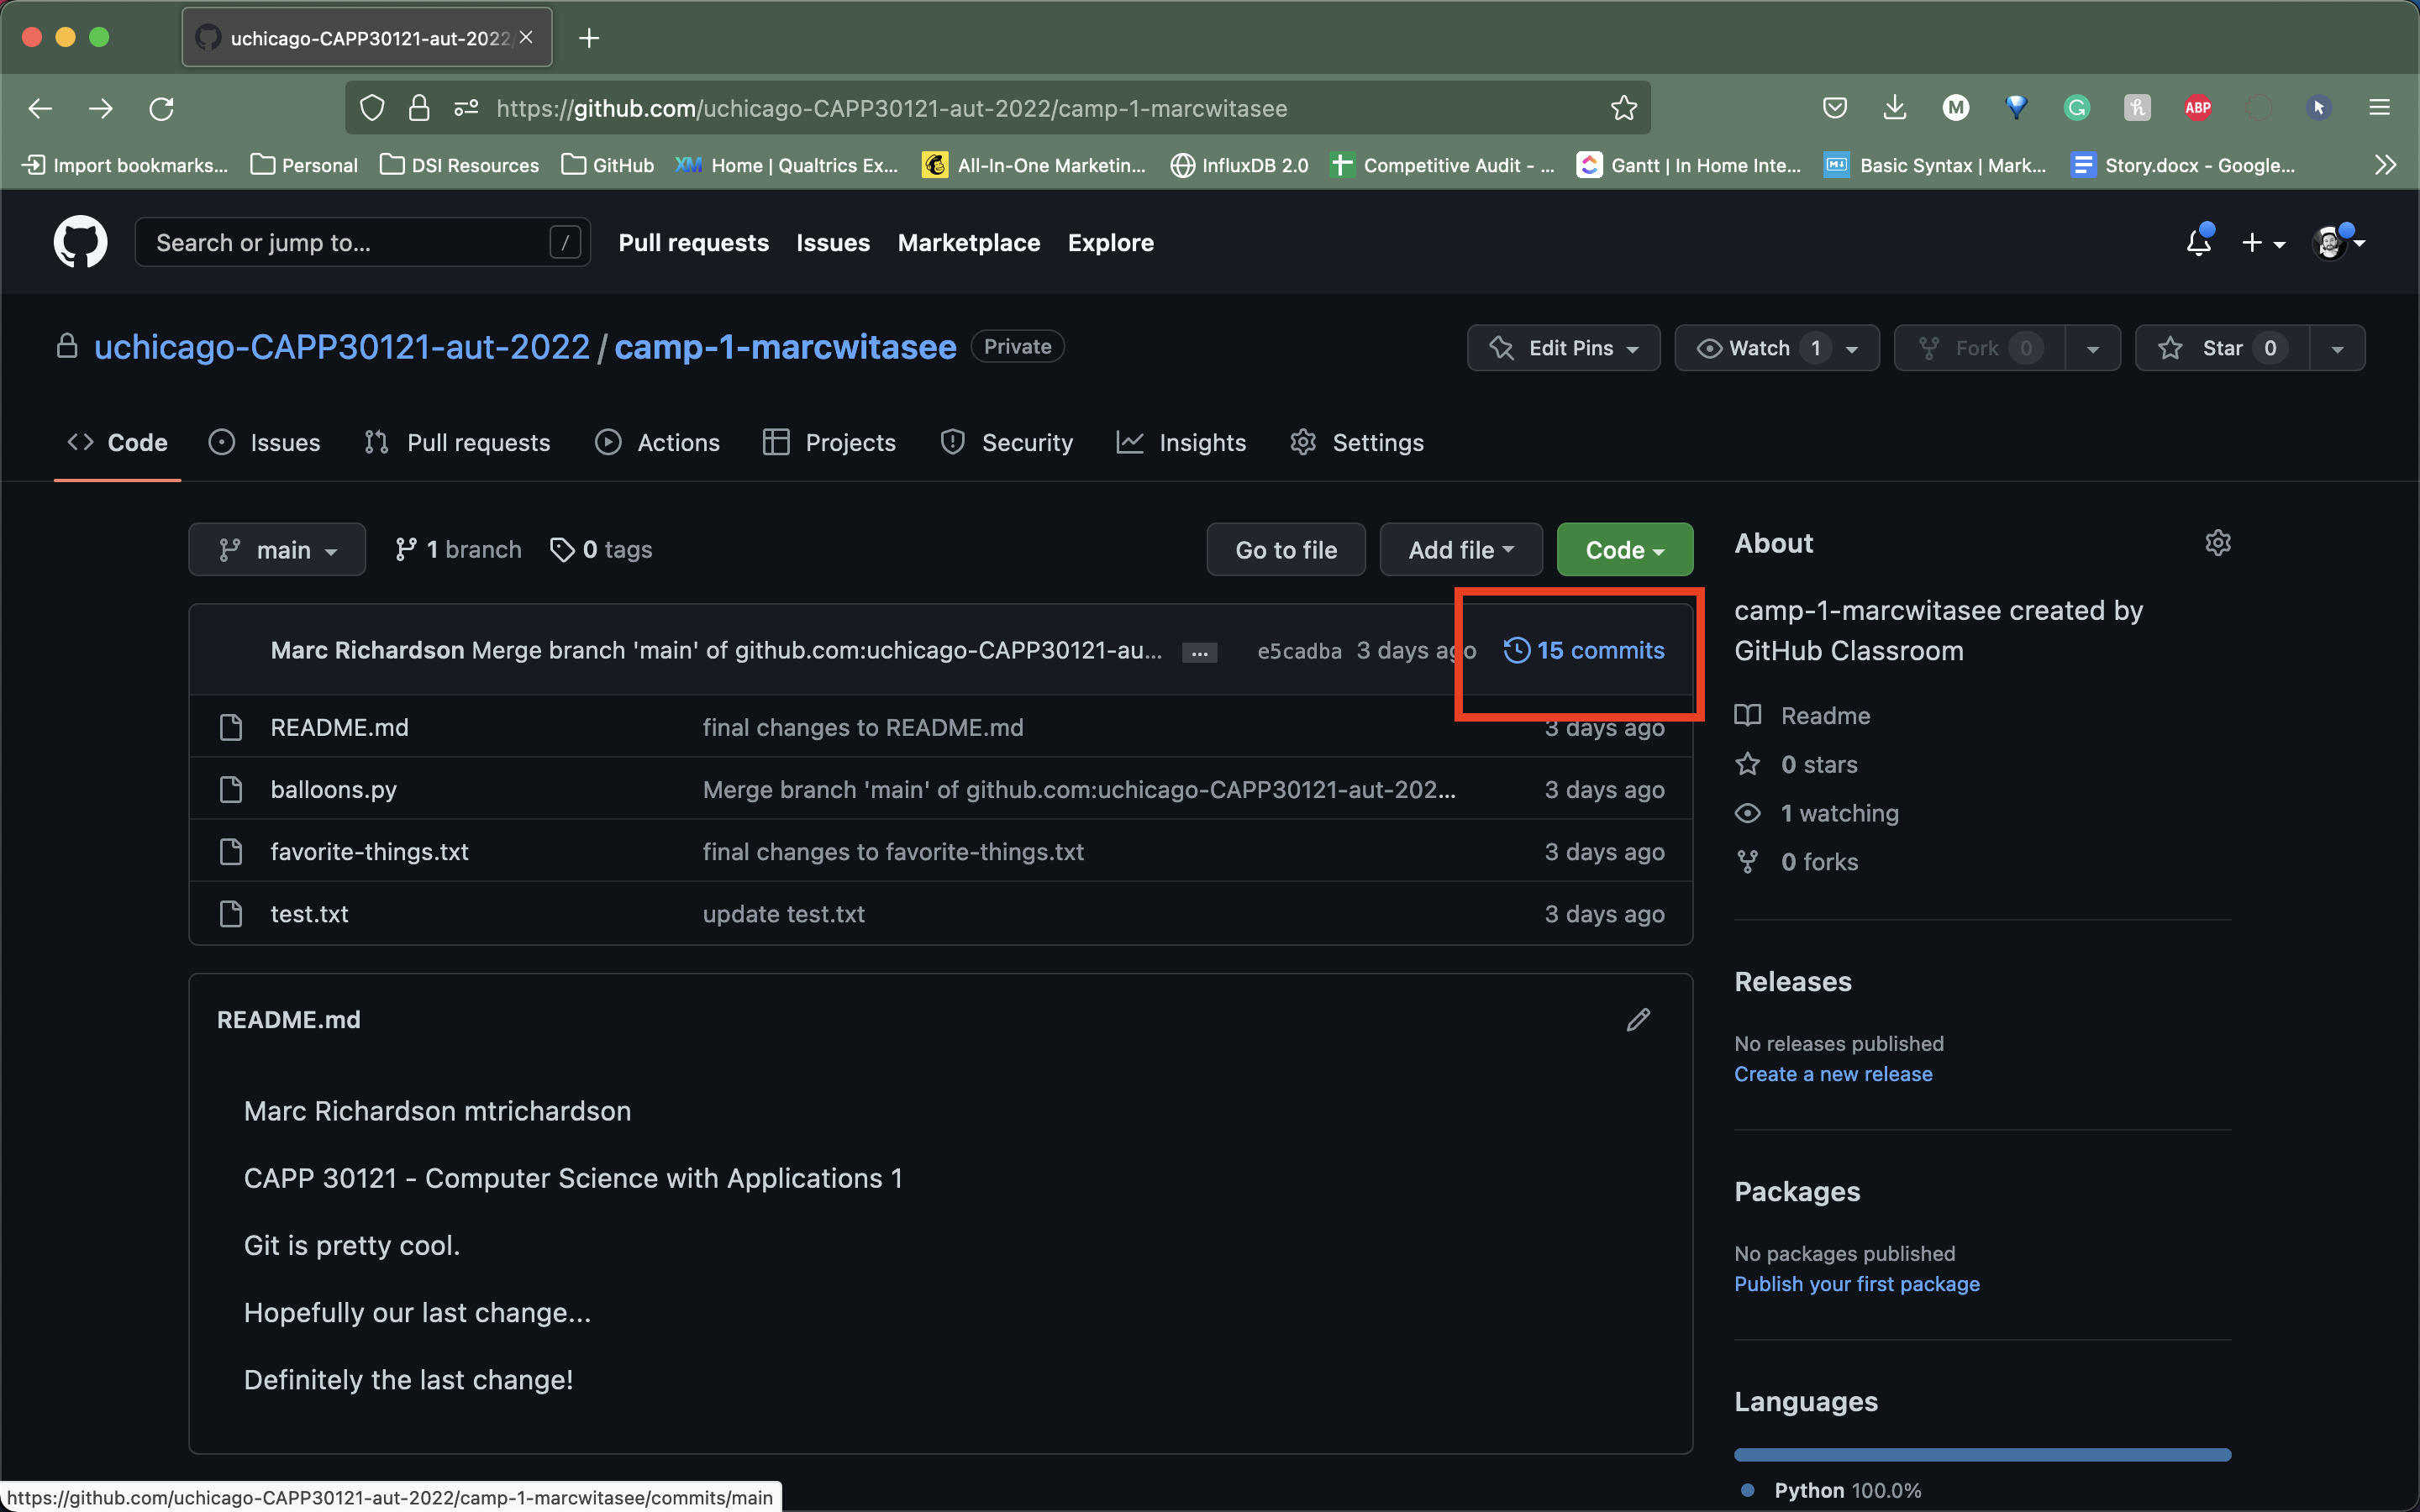 uchicago-CAPP30121-aut-2022/
https://github.com/uchicago-CAPP30121-aut-2022/camp-1-marcwitasee
M
G
h
ABP
Import bookmarks...
Personal
DSI Resources
GitHub
XM Home | Qualtrics Ex...
All-In-One Marketin...
InfluxDB 2.0
Competitive Audit - ...
Gantt | In Home Inte...
Basic Syntax | Mark...
Story.docx - Google...
Search or jump to...
/
Pull requests
Issues
Marketplace
Explore
uchicago-CAPP30121-aut-2022 / camp-1-marcwitasee
Private
Edit Pins
Watch 1
Fork 0
Star 0
Code
Issues
Pull requests
Actions
Projects
Security
Insights
Settings
main
1 branch
0 tags
Go to file
Add file
Code
Marc Richardson Merge branch 'main' of github.com:uchicago-CAPP30121-au... ... e5cadba 3 days ago 15 commits
README.md final changes to README.md 3 days ago
balloons.py Merge branch 'main' of github.com:uchicago-CAPP30121-aut-202... 3 days ago
favorite-things.txt final changes to favorite-things.txt 3 days ago
test.txt update test.txt 3 days ago
README.md
Marc Richardson mtrichardson
CAPP 30121 - Computer Science with Applications 1
Git is pretty cool.
Hopefully our last change...
Definitely the last change!
About
camp-1-marcwitasee created by
GitHub Classroom
Readme
0 stars
1 watching
0 forks
Releases
No releases published
Create a new release
Packages
No packages published
Publish your first package
Languages
Python 100.0%
https://github.com/uchicago-CAPP30121-aut-2022/camp-1-marcwitasee/commits/main